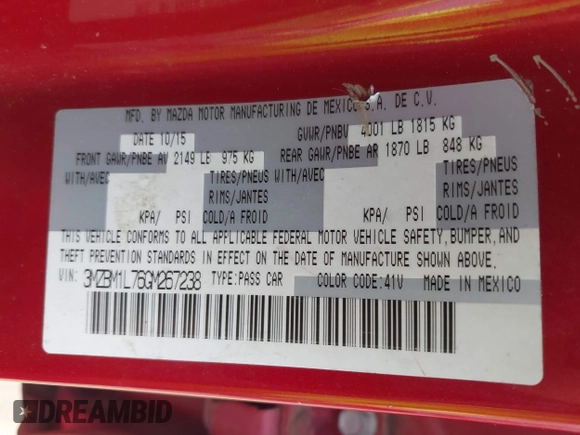 MFD. BY MAZDA MOTOR MANUFACTURING DE MEXICO S.A. DE C.V.
DATE 10/15 GVWR/PNBV 4001 LB 1815 KG
FRONT GAWR/PNBE AV 2149 LB 975 KG REAR GAWR/PNBE AR 1870 LB 848 KG
WITH/AVEC TIRES/PNEUS WITH/AVEC TIRES/PNEUS
RIMS/JANTES RIMS/JANTES
KPA/ PSI COLD/A FROID KPA/ PSI COLD/A FROID
THIS VEHICLE CONFORMS TO ALL APPLICABLE FEDERAL MOTOR VEHICLE SAFETY, BUMPER, AND
THEFT PREVENTION STANDARDS IN EFFECT ON THE DATE OF MANUFACTURE SHOWN ABOVE.
VIN: 3MZBM1L76GM267238 TYPE:PASS CAR COLOR CODE:41V MADE IN MEXICO
DREAMBID